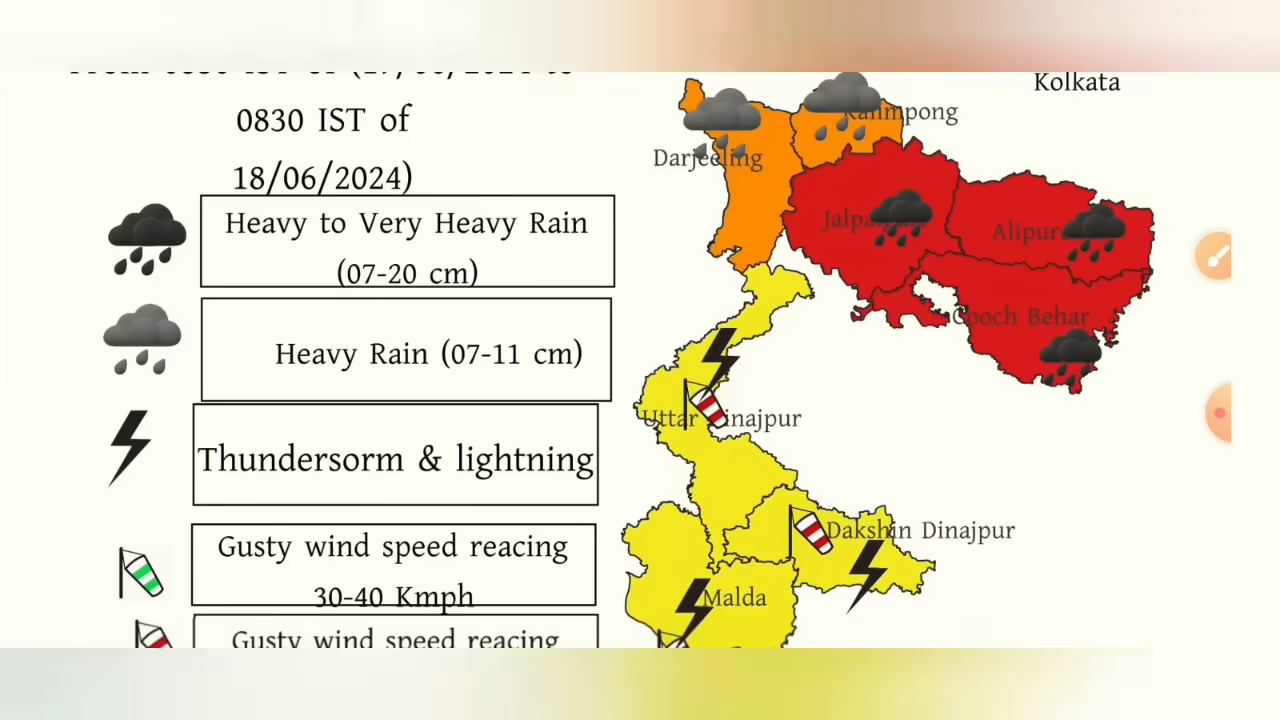 0830 IST of
18/06/2024)
Heavy to Very Heavy Rain
(07-20 cm)
Heavy Rain (07-11 cm)
Thundersorm & lightning
Gusty wind speed reacing
30-40 Kmph
Gusty wind speed reacing
Kolkata
Kalimpong
Darjeeling
Cooch Behar
Uttar Dinajpur
Dakshin Dinajpur
Malda